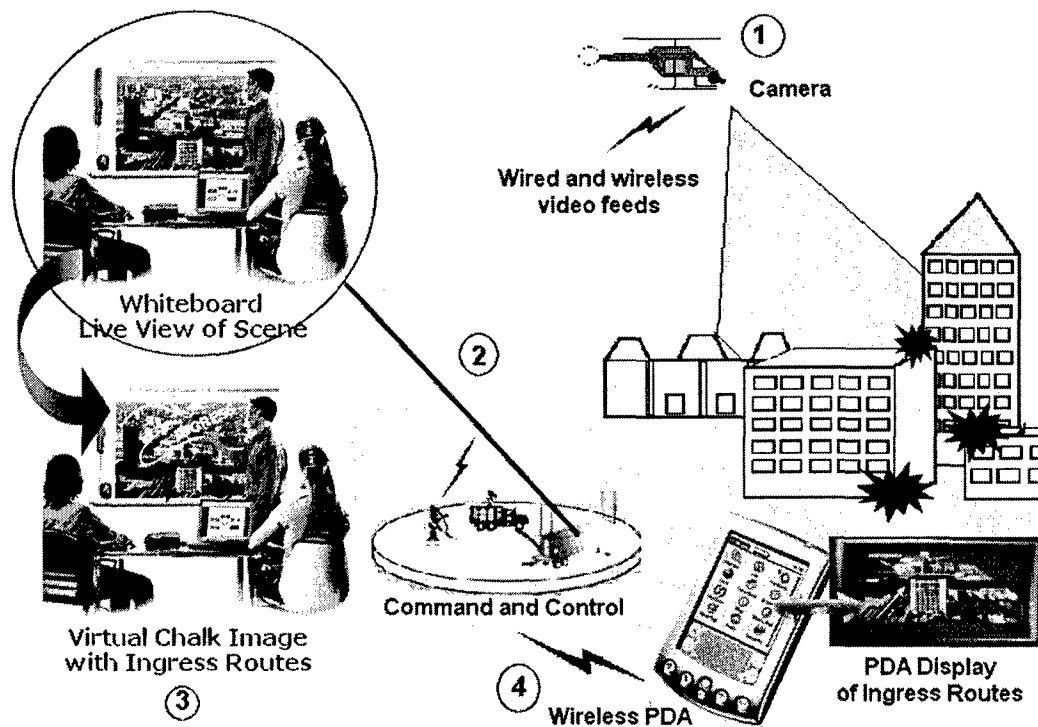 1
Camera
Wired and wireless
video feeds
Whiteboard
Live View of Scene
2
Command and Control
Virtual Chalk Image
with Ingress Routes
3
4
Wireless PDA
PDA Display
of Ingress Routes